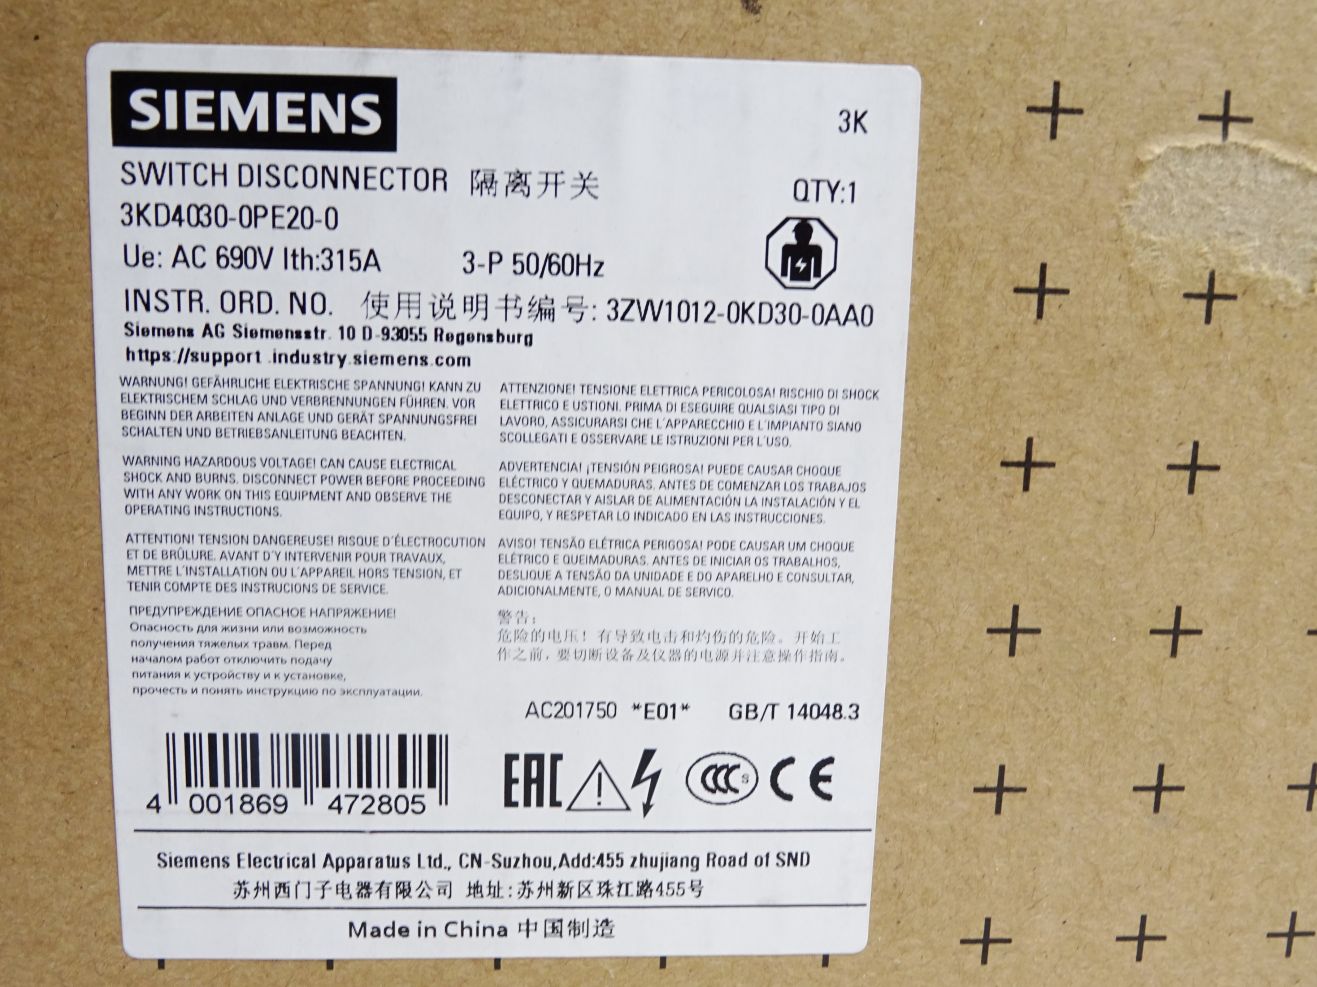 SIEMENS
3K
SWITCH DISCONNECTOR 隔离开关
QTY:1
3KD4030-0PE20-0
Ue: AC 690V Ith:315A 3-P 50/60Hz
INSTR. ORD. NO. 使用说明书编号: 3ZW1012-0KD30-0AA0
Siemens AG Siemensstr. 10 D-93055 Regensburg
https://support.industry.siemens.com
WARNUNG! GEFÄHRLICHE ELEKTRISCHE SPANNUNG! KANN ZU
ELEKTRISCHEM SCHLAG UND VERBRENNUNGEN FÜHREN. VOR
BEGINN DER ARBEITEN ANLAGE UND GERÄT SPANNUNGSFREI
SCHALTEN UND BETRIEBSANLEITUNG BEACHTEN.
WARNING HAZARDOUS VOLTAGE! CAN CAUSE ELECTRICAL
SHOCK AND BURNS. DISCONNECT POWER BEFORE PROCEEDING
WITH ANY WORK ON THIS EQUIPMENT AND OBSERVE THE
OPERATING INSTRUCTIONS.
ATTENTION! TENSION DANGEREUSE! RISQUE D'ÉLECTROCUTION
ET DE BRÛLURE. AVANT D'Y INTERVENIR POUR TRAVAUX,
METTRE L'INSTALLATION OU L'APPAREIL HORS TENSION, ET
TENIR COMPTE DES INSTRUCIONS DE SERVICE.
ПРЕДУПРЕЖДЕНИЕ ОПАСНОЕ НАПРЯЖЕНИЕ!
Опасность для жизни или возможность
получения тяжелых травм. Перед
началом работ отключить подачу
питания к устройству и к установке,
прочесть и понять инструкцию по эксплуатации.
ATTENZIONE! TENSIONE ELETTRICA PERICOLOSA! RISCHIO DI SHOCK
ELETTRICO E USTIONI. PRIMA DI ESEGUIRE QUALSIASI TIPO DI
LAVORO, ASSICURARSI CHE L'APPARECCHIO E L'IMPIANTO SIANO
SCOLLEGATI E OSSERVARE LE ISTRUZIONI PER L'USO.
ADVERTENCIA! ¡TENSIÓN PEIGROSA! PUEDE CAUSAR CHOQUE
ELÉCTRICO Y QUEMADURAS. ANTES DE COMENZAR LOS TRABAJOS
DESCONECTAR Y AISLAR DE ALIMENTACIÓN LA INSTALACIÓN Y EL
EQUIPO, Y RESPETAR LO INDICADO EN LAS INSTRUCCIONES.
AVISO! TENSÃO ELÉTRICA PERIGOSA! PODE CAUSAR UM CHOQUE
ELÉTRICO E QUEIMADURAS. ANTES DE INICIAR OS TRABALHOS,
DESLIQUE A TENSÃO DA UNIDADE E DO APARELHO E CONSULTAR,
ADICIONALMENTE, O MANUAL DE SERVICO.
警告:
危险的电压! 有导致电击和灼伤的危险。开始工
作之前, 要切断设备及仪器的电源并注意操作指南。
AC201750 *E01* GB/T 14048.3
4 001869 472805
EAC CCC S CE
Siemens Electrical Apparatus Ltd., CN-Suzhou,Add:455 zhujiang Road of SND
苏州西门子电器有限公司 地址:苏州新区珠江路455号
Made in China 中国制造